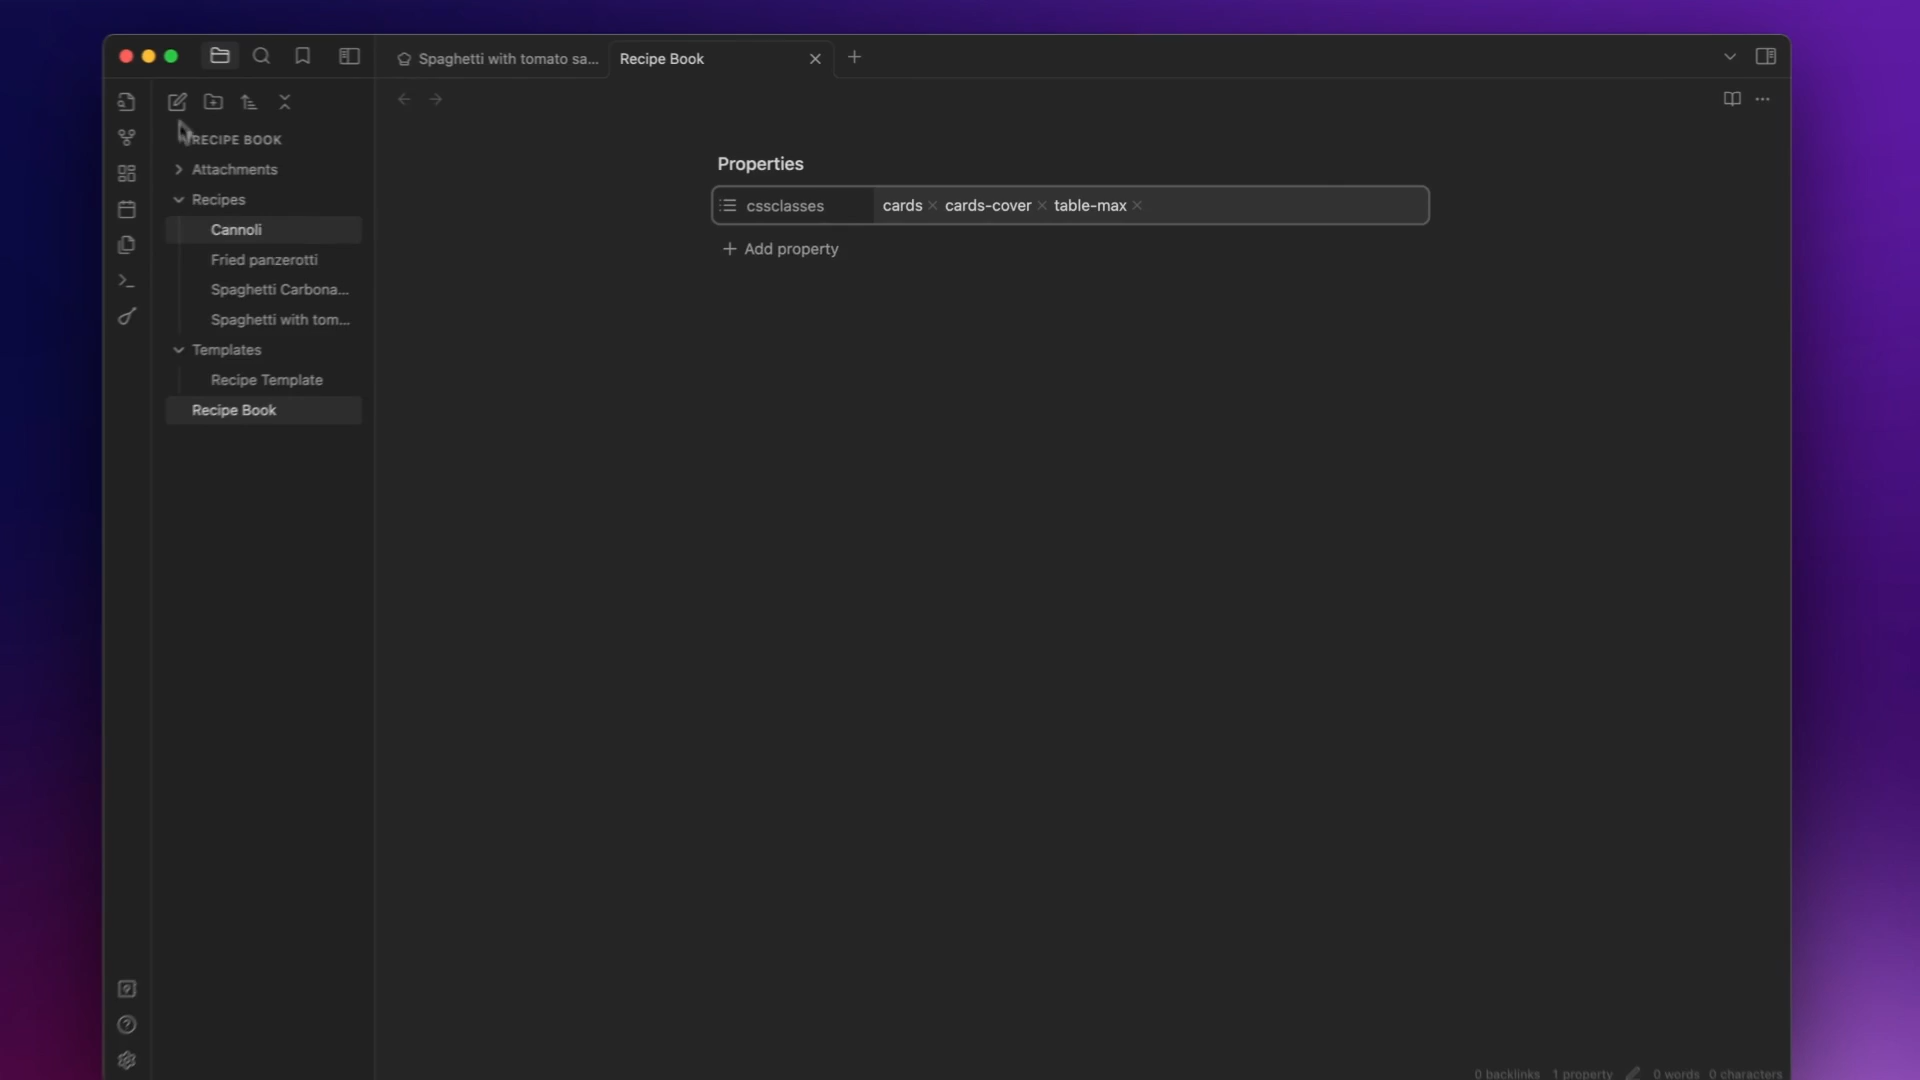 Spaghetti with tomato sa...
Recipe Book
RECIPE BOOK
Attachments
Recipes
Cannoli
Fried panzerotti
Spaghetti Carbona...
Spaghetti with tom...
Templates
Recipe Template
Recipe Book
Properties
cssclasses cards cards-cover table-max
Add property
0 backlinks 1 property 0 words 0 characters